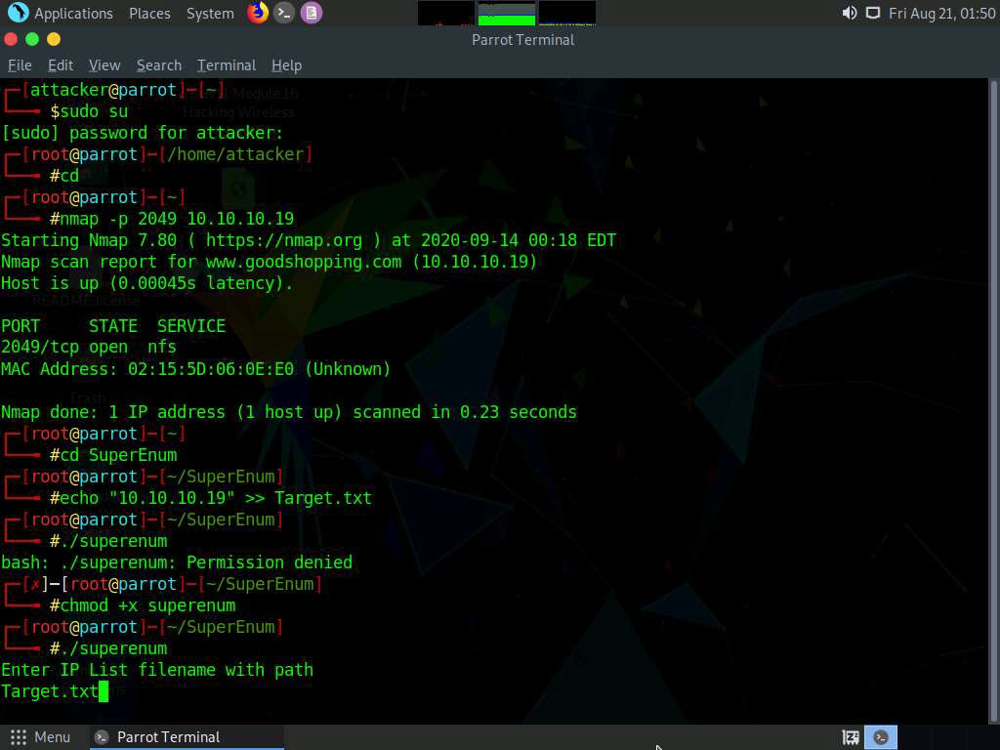 Applications Places System Fri Aug 21, 01:50
Parrot Terminal
File Edit View Search Terminal Help
┌─[attacker@parrot]─[~]
└──╼ $sudo su
[sudo] password for attacker:
┌─[root@parrot]─[/home/attacker]
└──╼ #cd
┌─[root@parrot]─[~]
└──╼ #nmap -p 2049 10.10.10.19
Starting Nmap 7.80 ( https://nmap.org ) at 2020-09-14 00:18 EDT
Nmap scan report for www.goodshopping.com (10.10.10.19)
Host is up (0.00045s latency).
README.license
PORT     STATE  SERVICE
2049/tcp open  nfs
MAC Address: 02:15:5D:06:0E:E0 (Unknown)
Trash
Nmap done: 1 IP address (1 host up) scanned in 0.23 seconds
┌─[root@parrot]─[~]
└──╼ #cd SuperEnum
┌─[root@parrot]─[~/SuperEnum]
└──╼ #echo "10.10.10.19" >> Target.txt
┌─[root@parrot]─[~/SuperEnum]
└──╼ #./superenum
bash: ./superenum: Permission denied
┌─[✗]─[root@parrot]─[~/SuperEnum]
└──╼ #chmod +x superenum
┌─[root@parrot]─[~/SuperEnum]
└──╼ #./superenum
Enter IP List filename with path
Target.txt
Module 16
Hacking Wireless
Menu Parrot Terminal